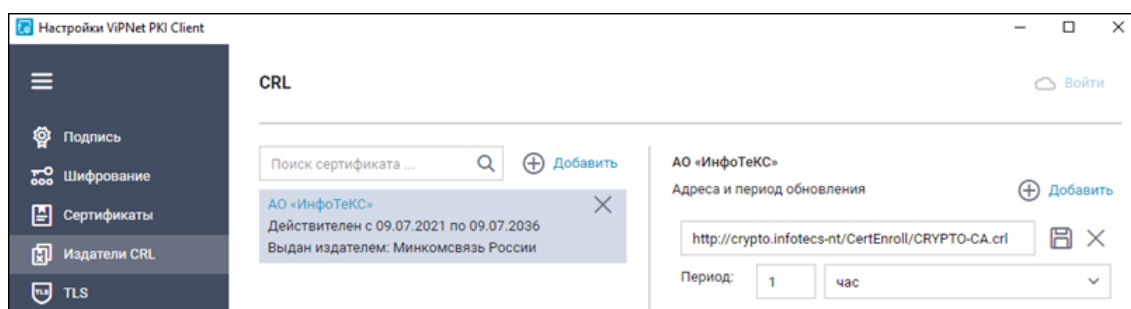 Настройки ViPNet PKI Client
CRL
Войти
Подпись
Шифрование
Сертификаты
Издатели CRL
TLS
TLS
Поиск сертификата ...
Добавить
АО «ИнфоТеКС»
Действителен с 09.07.2021 по 09.07.2036
Выдан издателем: Минкомсвязь России
АО «ИнфоТеКС»
Адреса и период обновления
Добавить
http://crypto.infotecs-nt/CertEnroll/CRYPTO-CA.crl
Период:
1
час